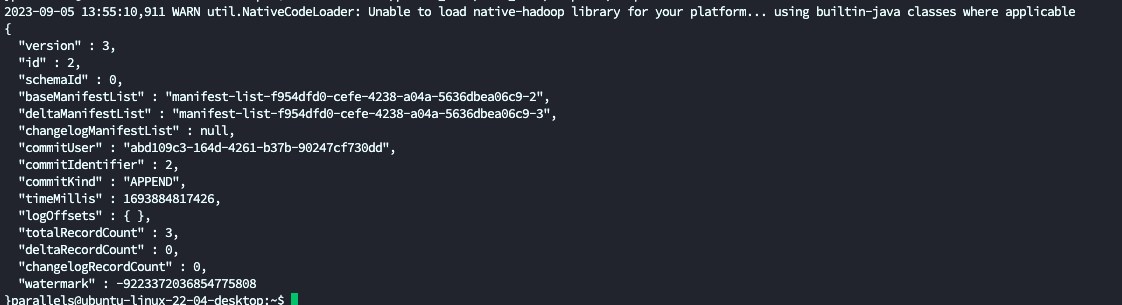 2023-09-05 13:55:10,911 WARN util.NativeCodeLoader: Unable to load native-hadoop library for your platform... using builtin-java classes where applicable
{
  "version" : 3,
  "id" : 2,
  "schemaId" : 0,
  "baseManifestList" : "manifest-list-f954dfd0-cefe-4238-a04a-5636dbea06c9-2",
  "deltaManifestList" : "manifest-list-f954dfd0-cefe-4238-a04a-5636dbea06c9-3",
  "changelogManifestList" : null,
  "commitUser" : "abd109c3-164d-4261-b37b-90247cf730dd",
  "commitIdentifier" : 2,
  "commitKind" : "APPEND",
  "timeMillis" : 1693884817426,
  "logOffsets" : { },
  "totalRecordCount" : 3,
  "deltaRecordCount" : 0,
  "changelogRecordCount" : 0,
  "watermark" : -9223372036854775808
}parallels@ubuntu-linux-22-04-desktop:~$